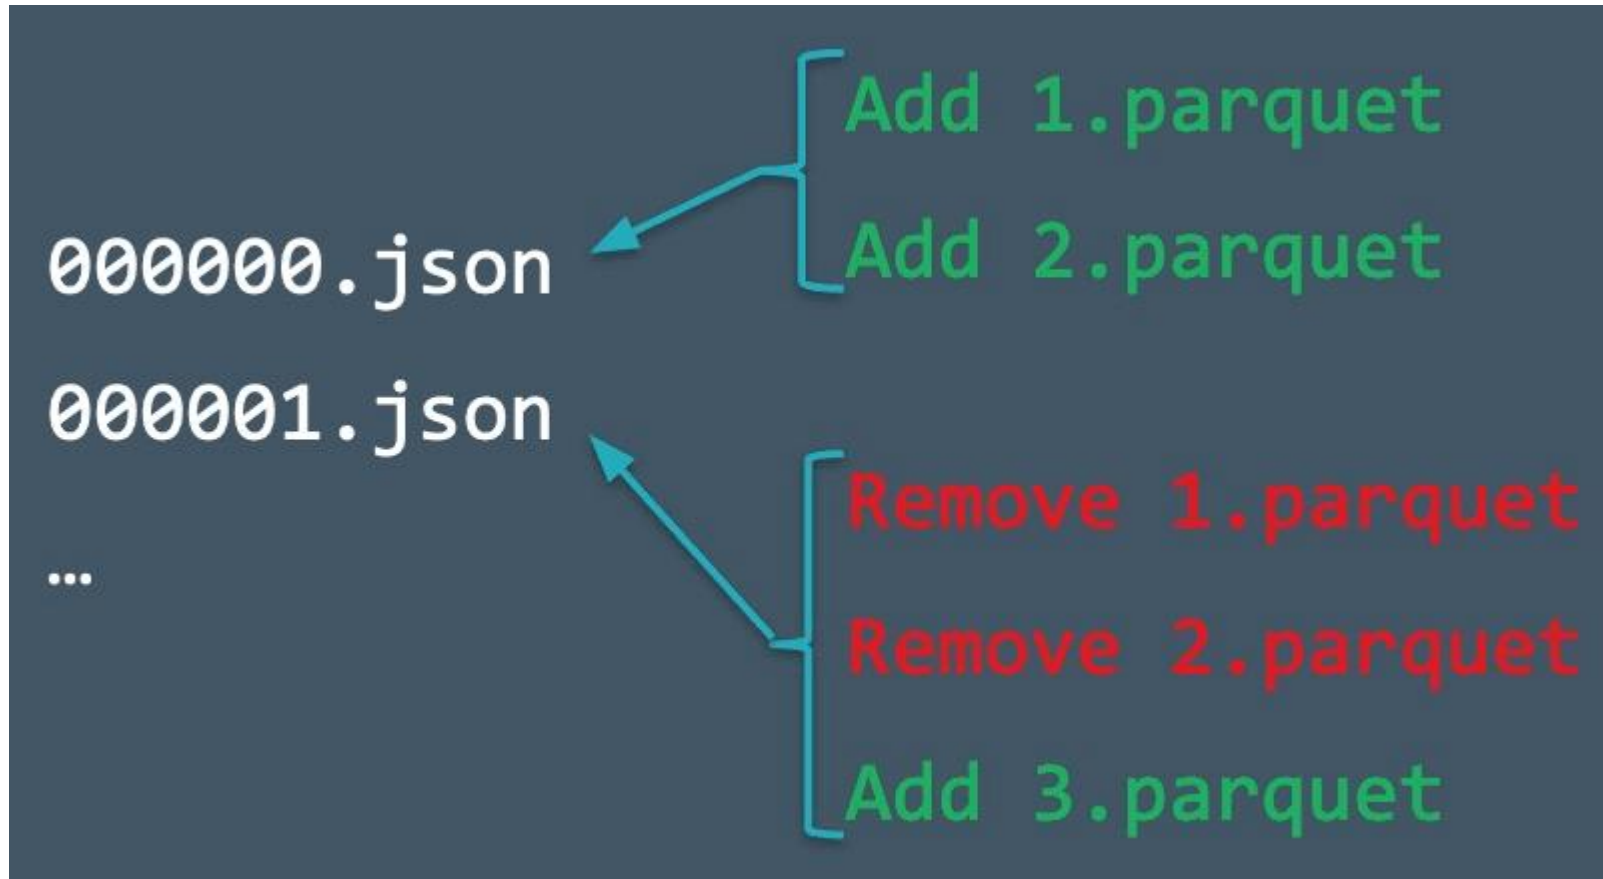 000000.json
Add 1.parquet
Add 2.parquet
000001.json
Remove 1.parquet
Remove 2.parquet
Add 3.parquet
…